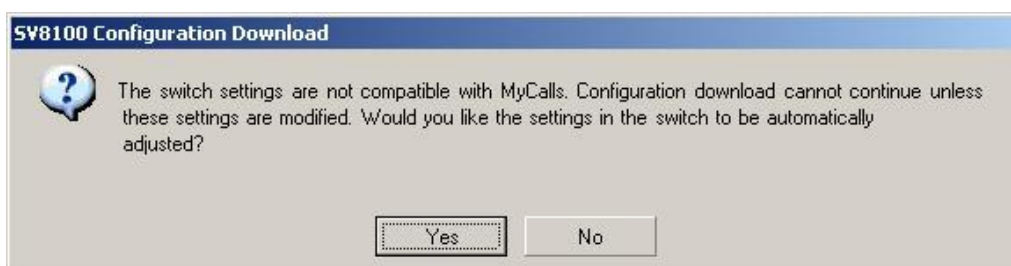 SV8100 Configuration Download
?
The switch settings are not compatible with MyCalls. Configuration download cannot continue unless
these settings are modified. Would you like the settings in the switch to be automatically
adjusted?
Yes No